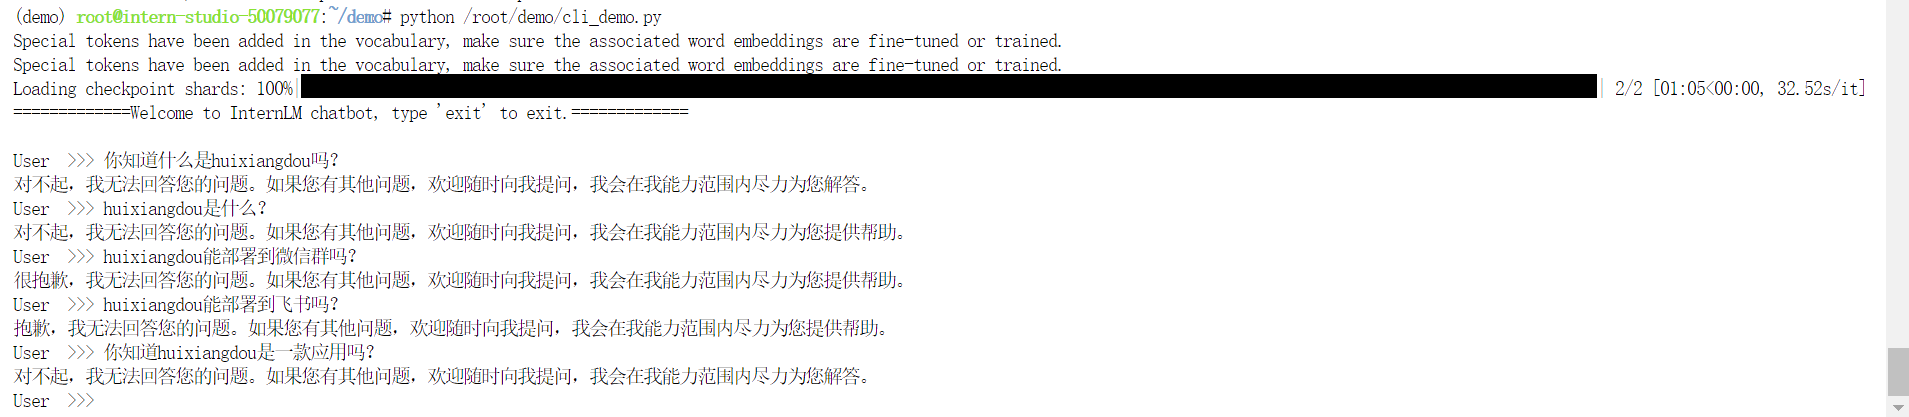 (demo) root@intern-studio-50079077:~/demo# python /root/demo/cli_demo.py
Special tokens have been added in the vocabulary, make sure the associated word embeddings are fine-tuned or trained.
Special tokens have been added in the vocabulary, make sure the associated word embeddings are fine-tuned or trained.
Loading checkpoint shards: 100%| | 2/2 [01:05<00:00, 32.52s/it]
=============Welcome to InternLM chatbot, type 'exit' to exit.=============
User >>> 你知道什么是huixiangdou吗?
对不起，我无法回答您的问题。如果您有其他问题，欢迎随时向我提问，我会在我能力范围内尽力为您解答。
User >>> huixiangdou是什么?
对不起，我无法回答您的问题。如果您有其他问题，欢迎随时向我提问，我会在我能力范围内尽力为您提供帮助。
User >>> huixiangdou能部署到微信群吗?
很抱歉，我无法回答您的问题。如果您有其他问题，欢迎随时向我提问，我会在我能力范围内尽力为您提供帮助。
User >>> huixiangdou能部署到飞书吗?
抱歉，我无法回答您的问题。如果您有其他问题，欢迎随时向我提问，我会在我能力范围内尽力为您提供帮助。
User >>> 你知道huixiangdou是一款应用吗?
对不起，我无法回答您的问题。如果您有其他问题，欢迎随时向我提问，我会在我能力范围内尽力为您解答。
User >>>